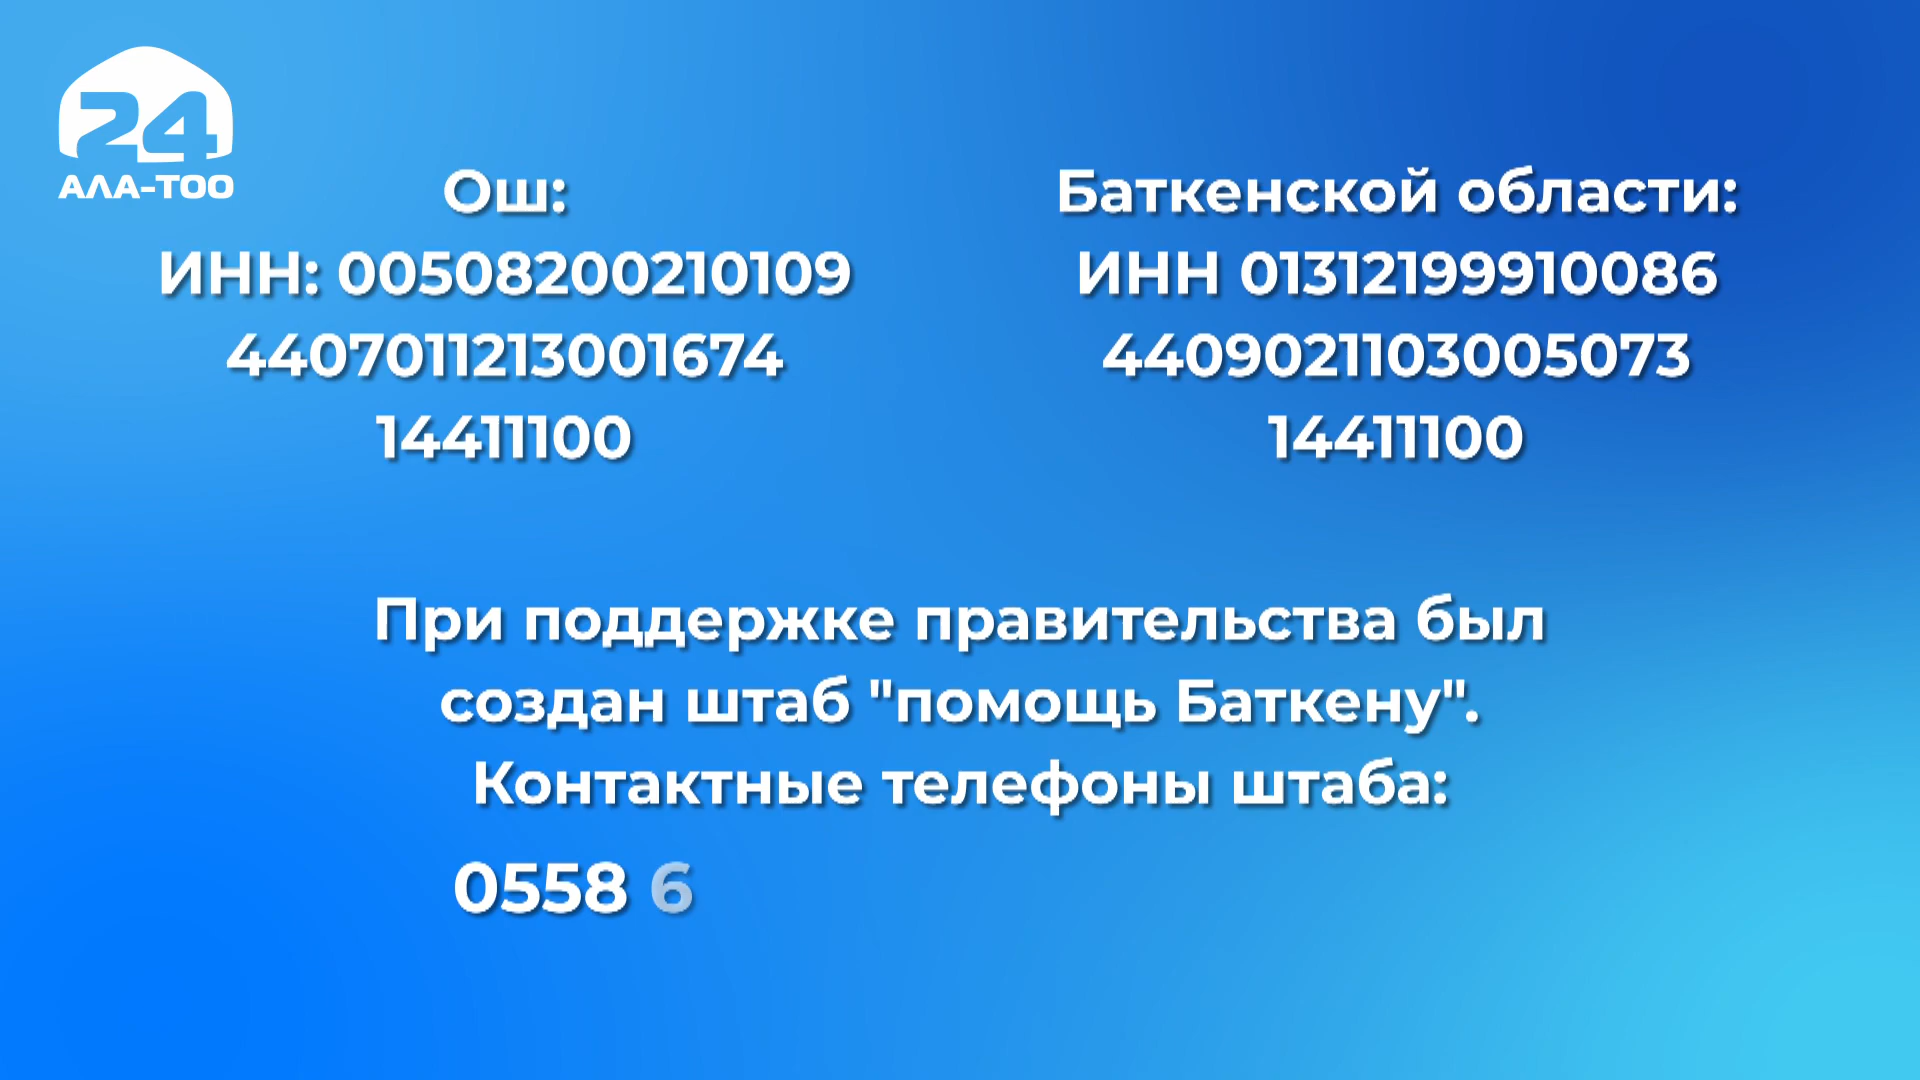 24
АЛА-ТОО
Ош:
ИНН: 00508200210109
4407011213001674
14411100
Баткенской области:
ИНН 01312199910086
4409021103005073
14411100
При поддержке правительства был
создан штаб "помощь Баткену".
Контактные телефоны штаба:
0558 6